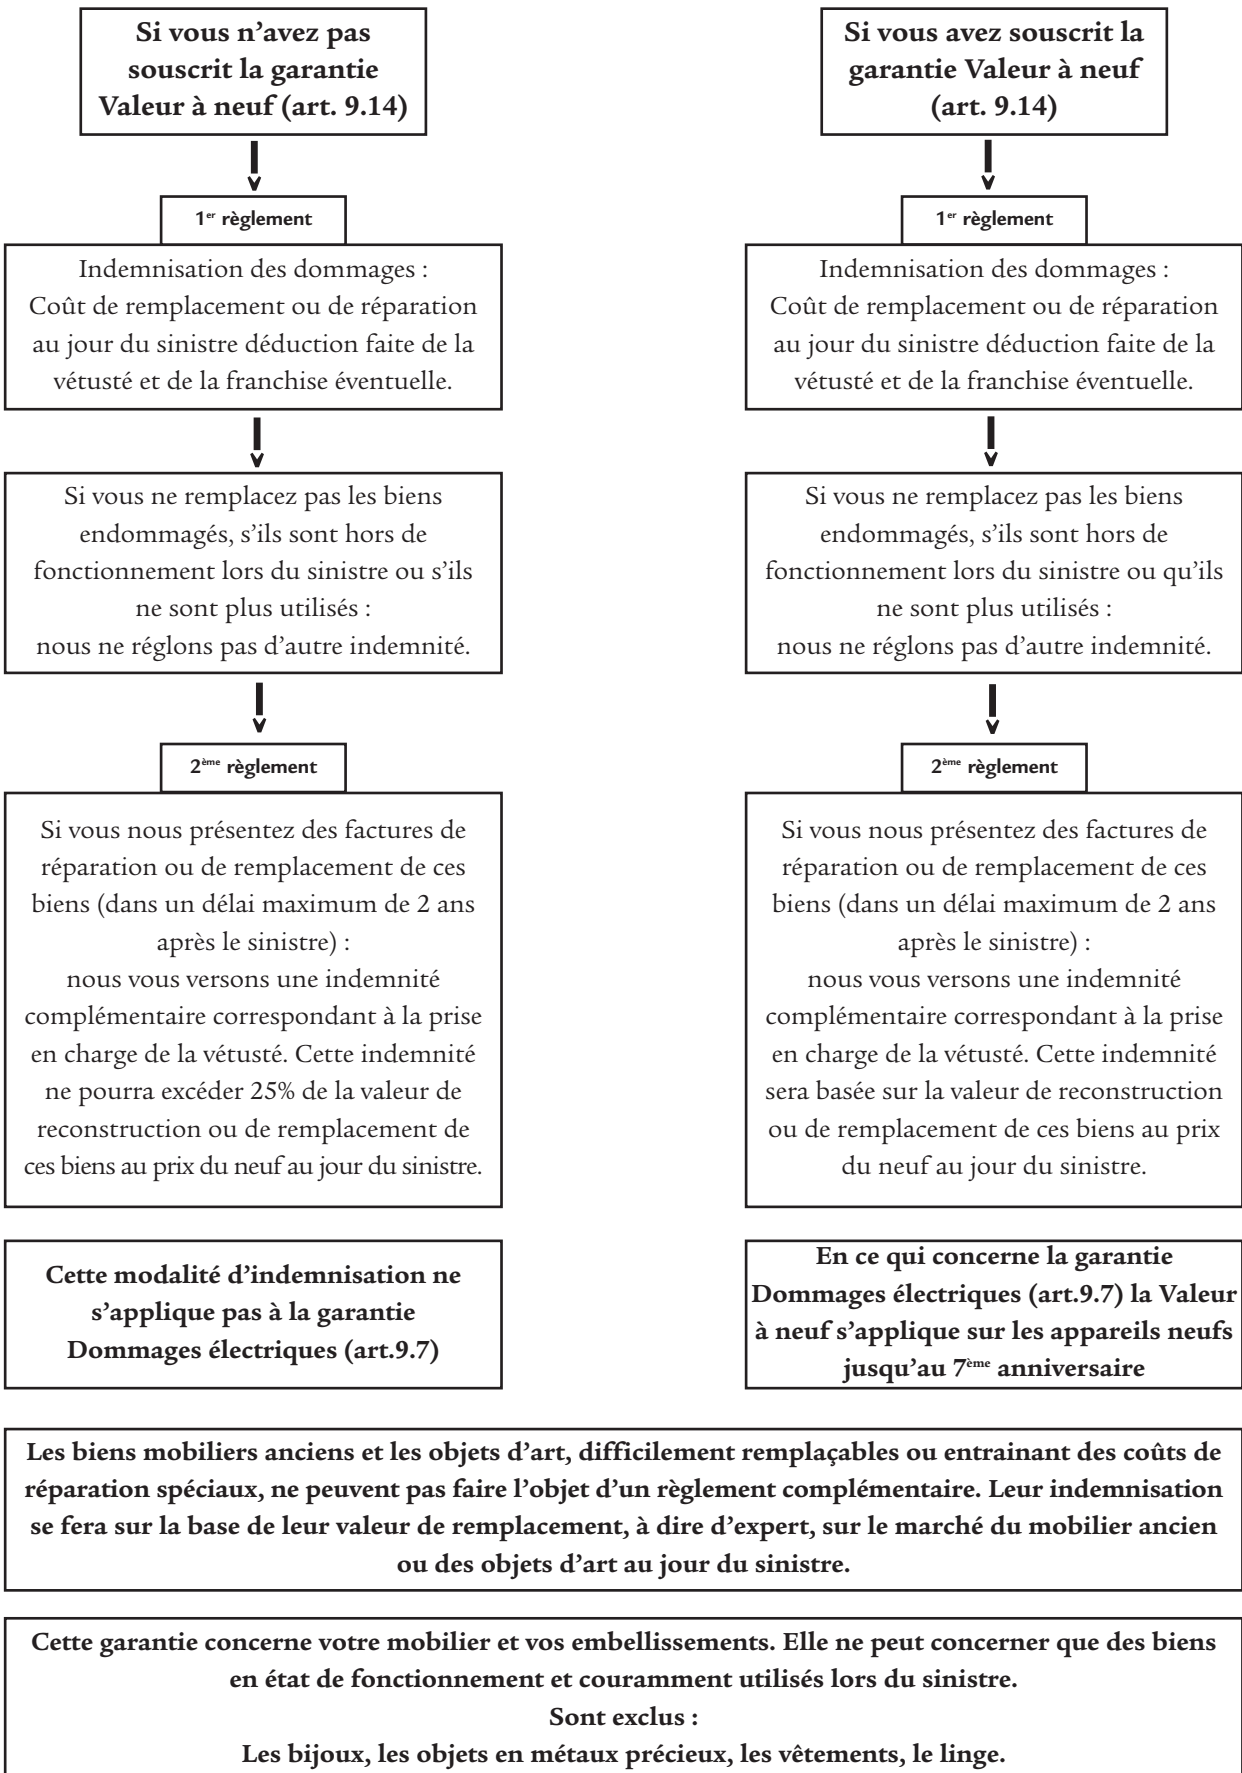 Si vous n'avez pas
souscrit la garantie
Valeur à neuf (art. 9.14)
1er règlement
Indemnisation des dommages :
Coût de remplacement ou de réparation
au jour du sinistre déduction faite de la
vétusté et de la franchise éventuelle.
Si vous ne remplacez pas les biens
endommagés, s'ils sont hors de
fonctionnement lors du sinistre ou s'ils
ne sont plus utilisés :
nous ne réglons pas d'autre indemnité.
2ème règlement
Si vous nous présentez des factures de
réparation ou de remplacement de ces
biens (dans un délai maximum de 2 ans
après le sinistre) :
nous vous versons une indemnité
complémentaire correspondant à la prise
en charge de la vétusté. Cette indemnité
ne pourra excéder 25% de la valeur de
reconstruction ou de remplacement de
ces biens au prix du neuf au jour du sinistre.
Cette modalité d'indemnisation ne
s'applique pas à la garantie
Dommages électriques (art.9.7)
Si vous avez souscrit la
garantie Valeur à neuf
(art. 9.14)
1er règlement
Indemnisation des dommages :
Coût de remplacement ou de réparation
au jour du sinistre déduction faite de la
vétusté et de la franchise éventuelle.
Si vous ne remplacez pas les biens
endommagés, s'ils sont hors de
fonctionnement lors du sinistre ou qu'ils
ne sont plus utilisés :
nous ne réglons pas d'autre indemnité.
2ème règlement
Si vous nous présentez des factures de
réparation ou de remplacement de ces
biens (dans un délai maximum de 2 ans
après le sinistre) :
nous vous versons une indemnité
complémentaire correspondant à la prise
en charge de la vétusté. Cette indemnité
sera basée sur la valeur de reconstruction
ou de remplacement de ces biens au prix
du neuf au jour du sinistre.
En ce qui concerne la garantie
Dommages électriques (art.9.7) la Valeur
à neuf s'applique sur les appareils neufs
jusqu'au 7ème anniversaire
Les biens mobiliers anciens et les objets d'art, difficilement remplaçables ou entrainant des coûts de
réparation spéciaux, ne peuvent pas faire l'objet d'un règlement complémentaire. Leur indemnisation
se fera sur la base de leur valeur de remplacement, à dire d'expert, sur le marché du mobilier ancien
ou des objets d'art au jour du sinistre.
Cette garantie concerne votre mobilier et vos embellissements. Elle ne peut concerner que des biens
en état de fonctionnement et couramment utilisés lors du sinistre.
Sont exclus :
Les bijoux, les objets en métaux précieux, les vêtements, le linge.